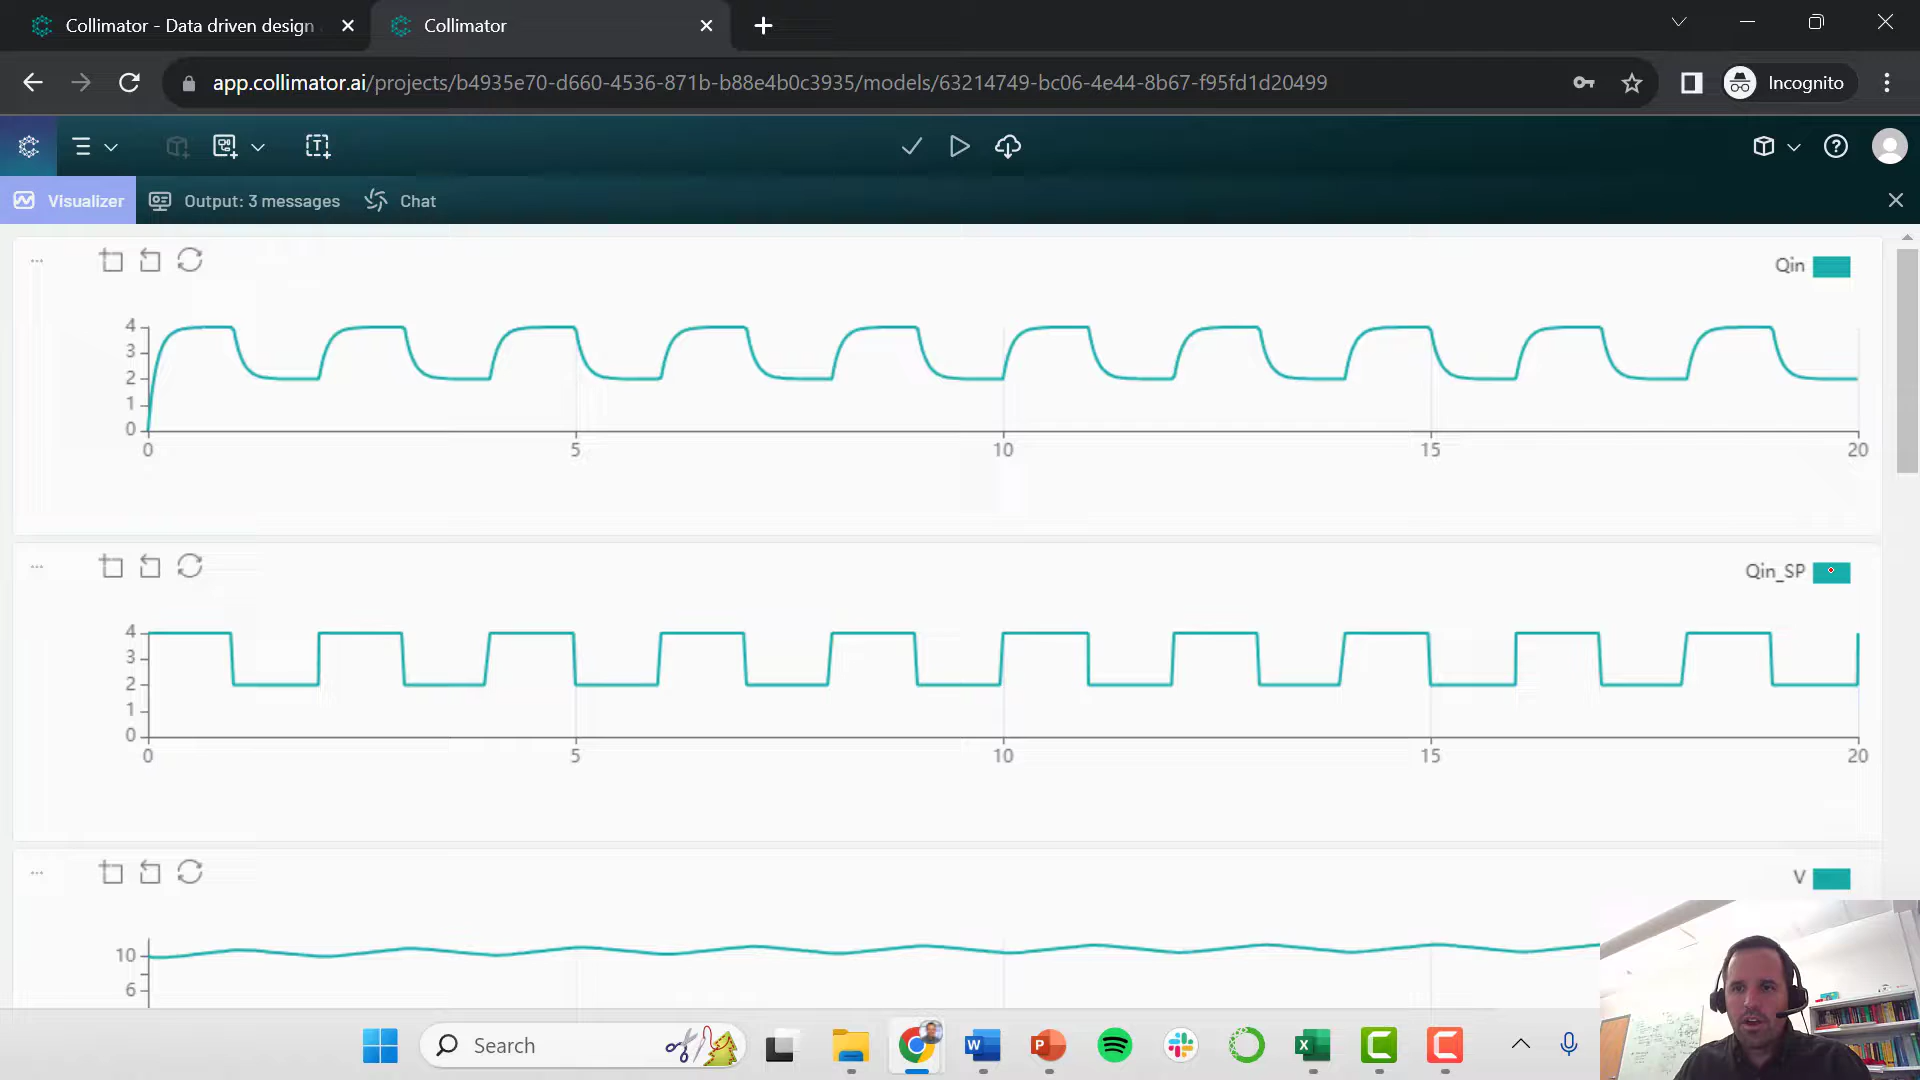 Collimator - Data driven design
Collimator
app.collimator.ai/projects/b4935e70-d660-4536-871b-b88e4b0c3935/models/63214749-bc06-4e44-8b67-f95fd1d20499
Incognito
Visualizer
Output: 3 messages
Chat
Qin
4
3
2
1
0
0 5 10 15 20
Qin_SP
4
3
2
1
0
0 5 10 15 20
V
10
6
Search